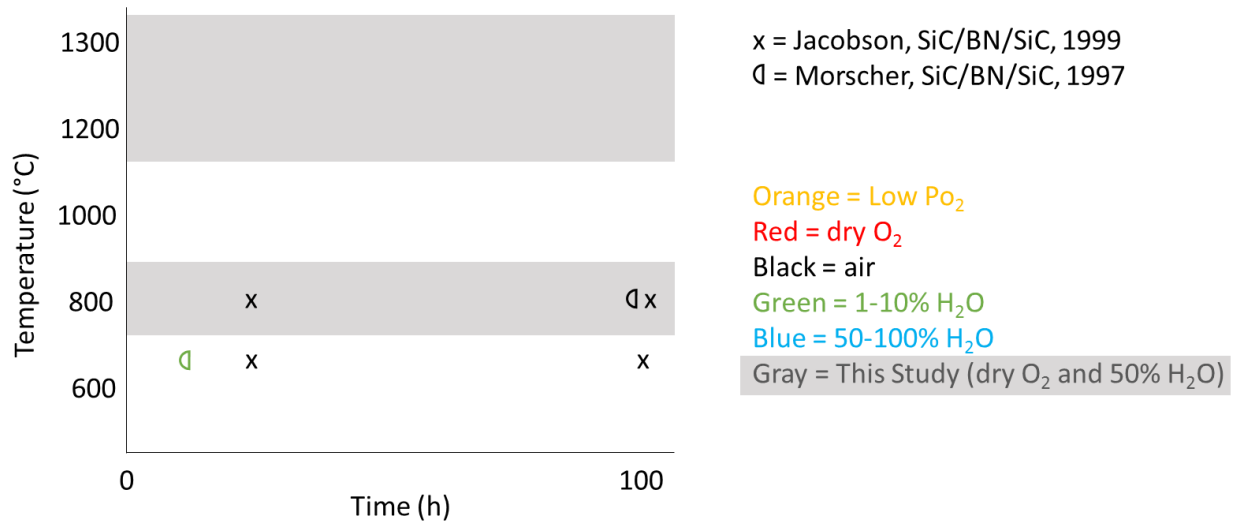 1300
1200
1000
800
600
Temperature (°C)
0
100
Time (h)
x = Jacobson, SiC/BN/SiC, 1999
= Morscher, SiC/BN/SiC, 1997
Orange = Low Po₂
Red = dry O₂
Black = air
Green = 1-10% H₂O
Blue = 50-100% H₂O
Gray = This Study (dry O₂ and 50% H₂O)
x
x
x
x